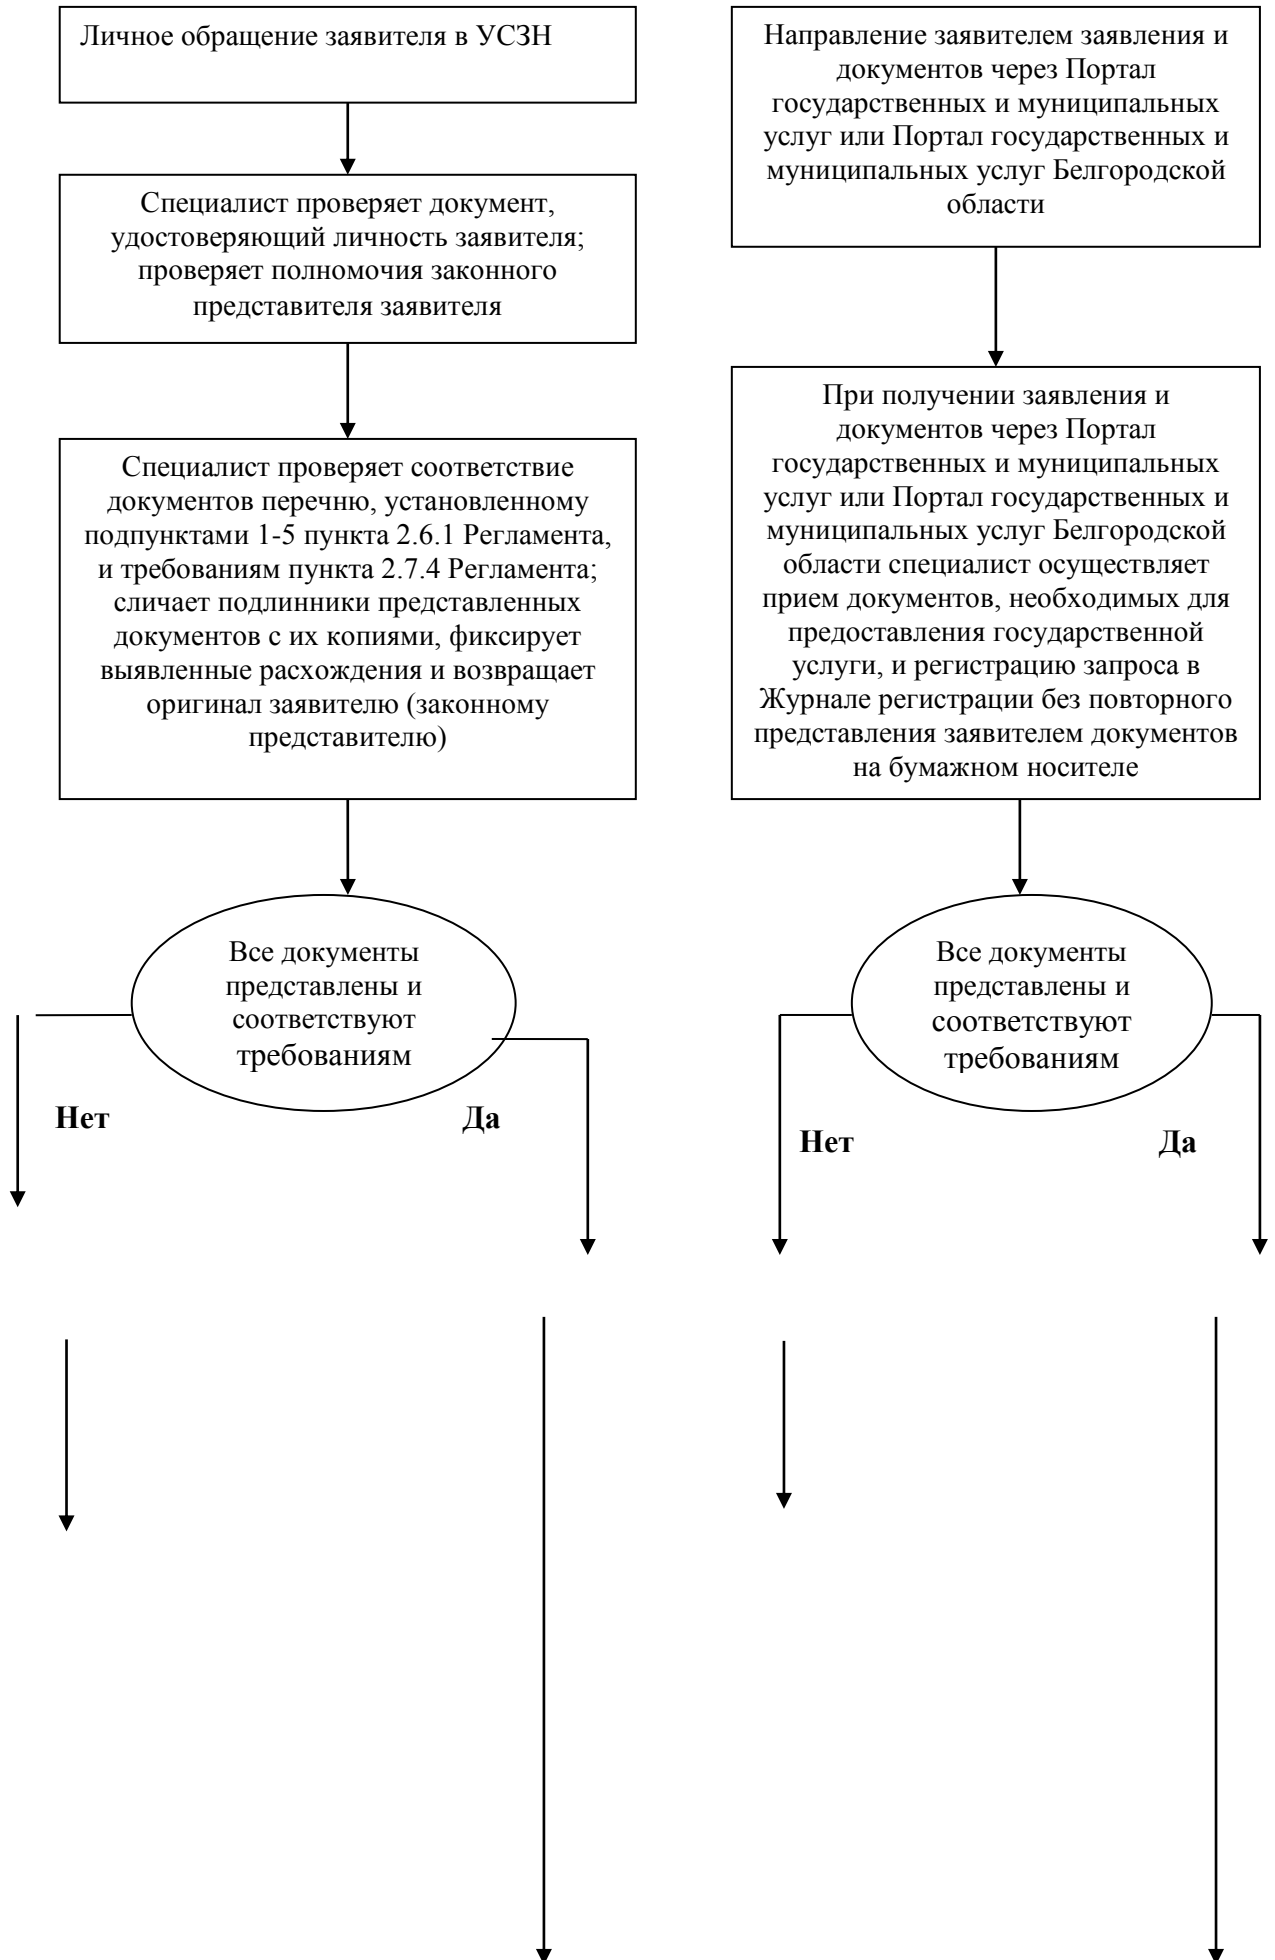 Личное обращение заявителя в УСЗН
Специалист проверяет документ,
удостоверяющий личность заявителя;
проверяет полномочия законного
представителя заявителя
Специалист проверяет соответствие
документов перечню, установленному
подпунктами 1-5 пункта 2.6.1 Регламента,
и требованиям пункта 2.7.4 Регламента;
сличает подлинники представленных
документов с их копиями, фиксирует
выявленные расхождения и возвращает
оригинал заявителю (законному
представителю)
Все документы
представлены и
соответствуют
требованиям
Нет
Да
Направление заявителем заявления и
документов через Портал
государственных и муниципальных
услуг или Портал государственных и
муниципальных услуг Белгородской
области
При получении заявления и
документов через Портал
государственных и муниципальных
услуг или Портал государственных и
муниципальных услуг Белгородской
области специалист осуществляет
прием документов, необходимых для
предоставления государственной
услуги, и регистрацию запроса в
Журнале регистрации без повторного
представления заявителем документов
на бумажном носителе
Все документы
представлены и
соответствуют
требованиям
Нет
Да